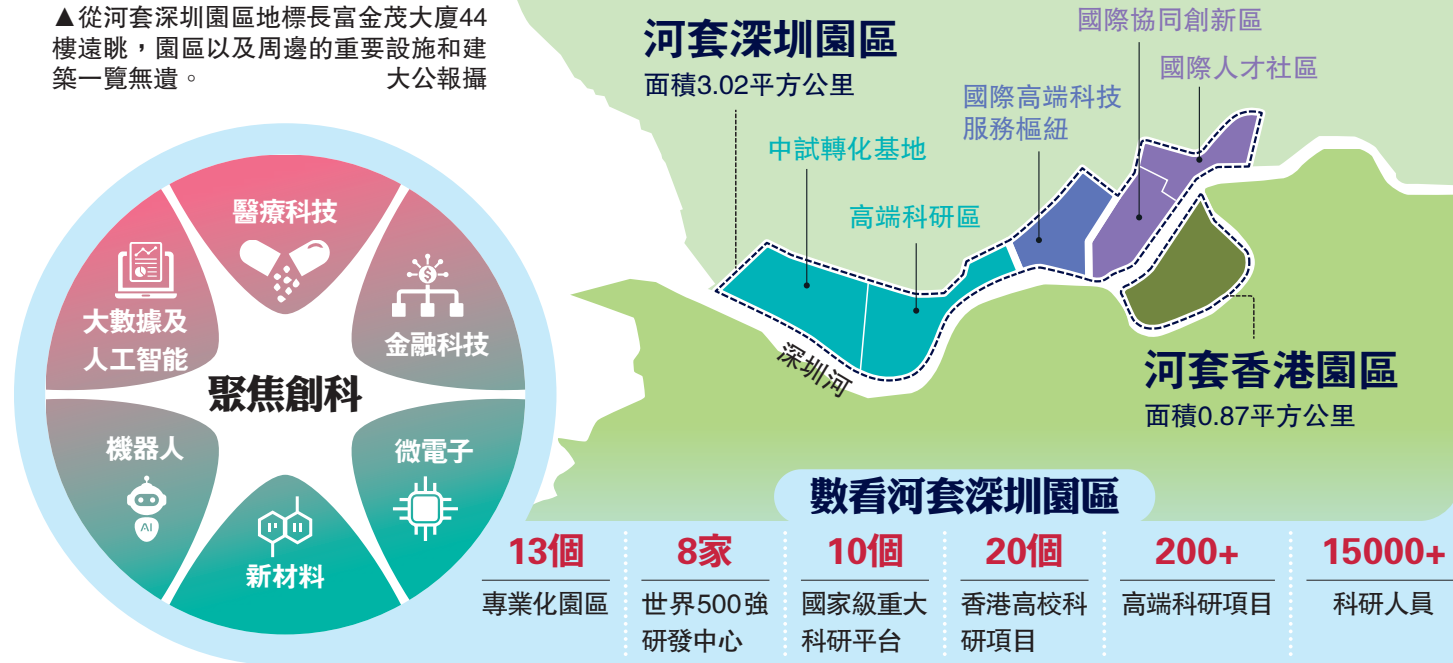 ▲從河套深圳園區地標長富金茂大廈44
樓遠眺，園區以及周邊的重要設施和建
築一覽無遺。 大公報攝
醫療科技
大數據及
人工智能
金融科技
聚焦創科
機器人
AI
微電子
新材料
河套深圳園區
面積3.02平方公里
國際協同創新區
國際人才社區
國際高端科技
服務樞紐
中試轉化基地
高端科研區
深圳河
河套香港園區
面積0.87平方公里
數看河套深圳園區
13個
專業化園區
8家
世界500強
研發中心
10個
國家級重大
科研平台
20個
香港高校科
研項目
200+
高端科研項目
15000+
科研人員